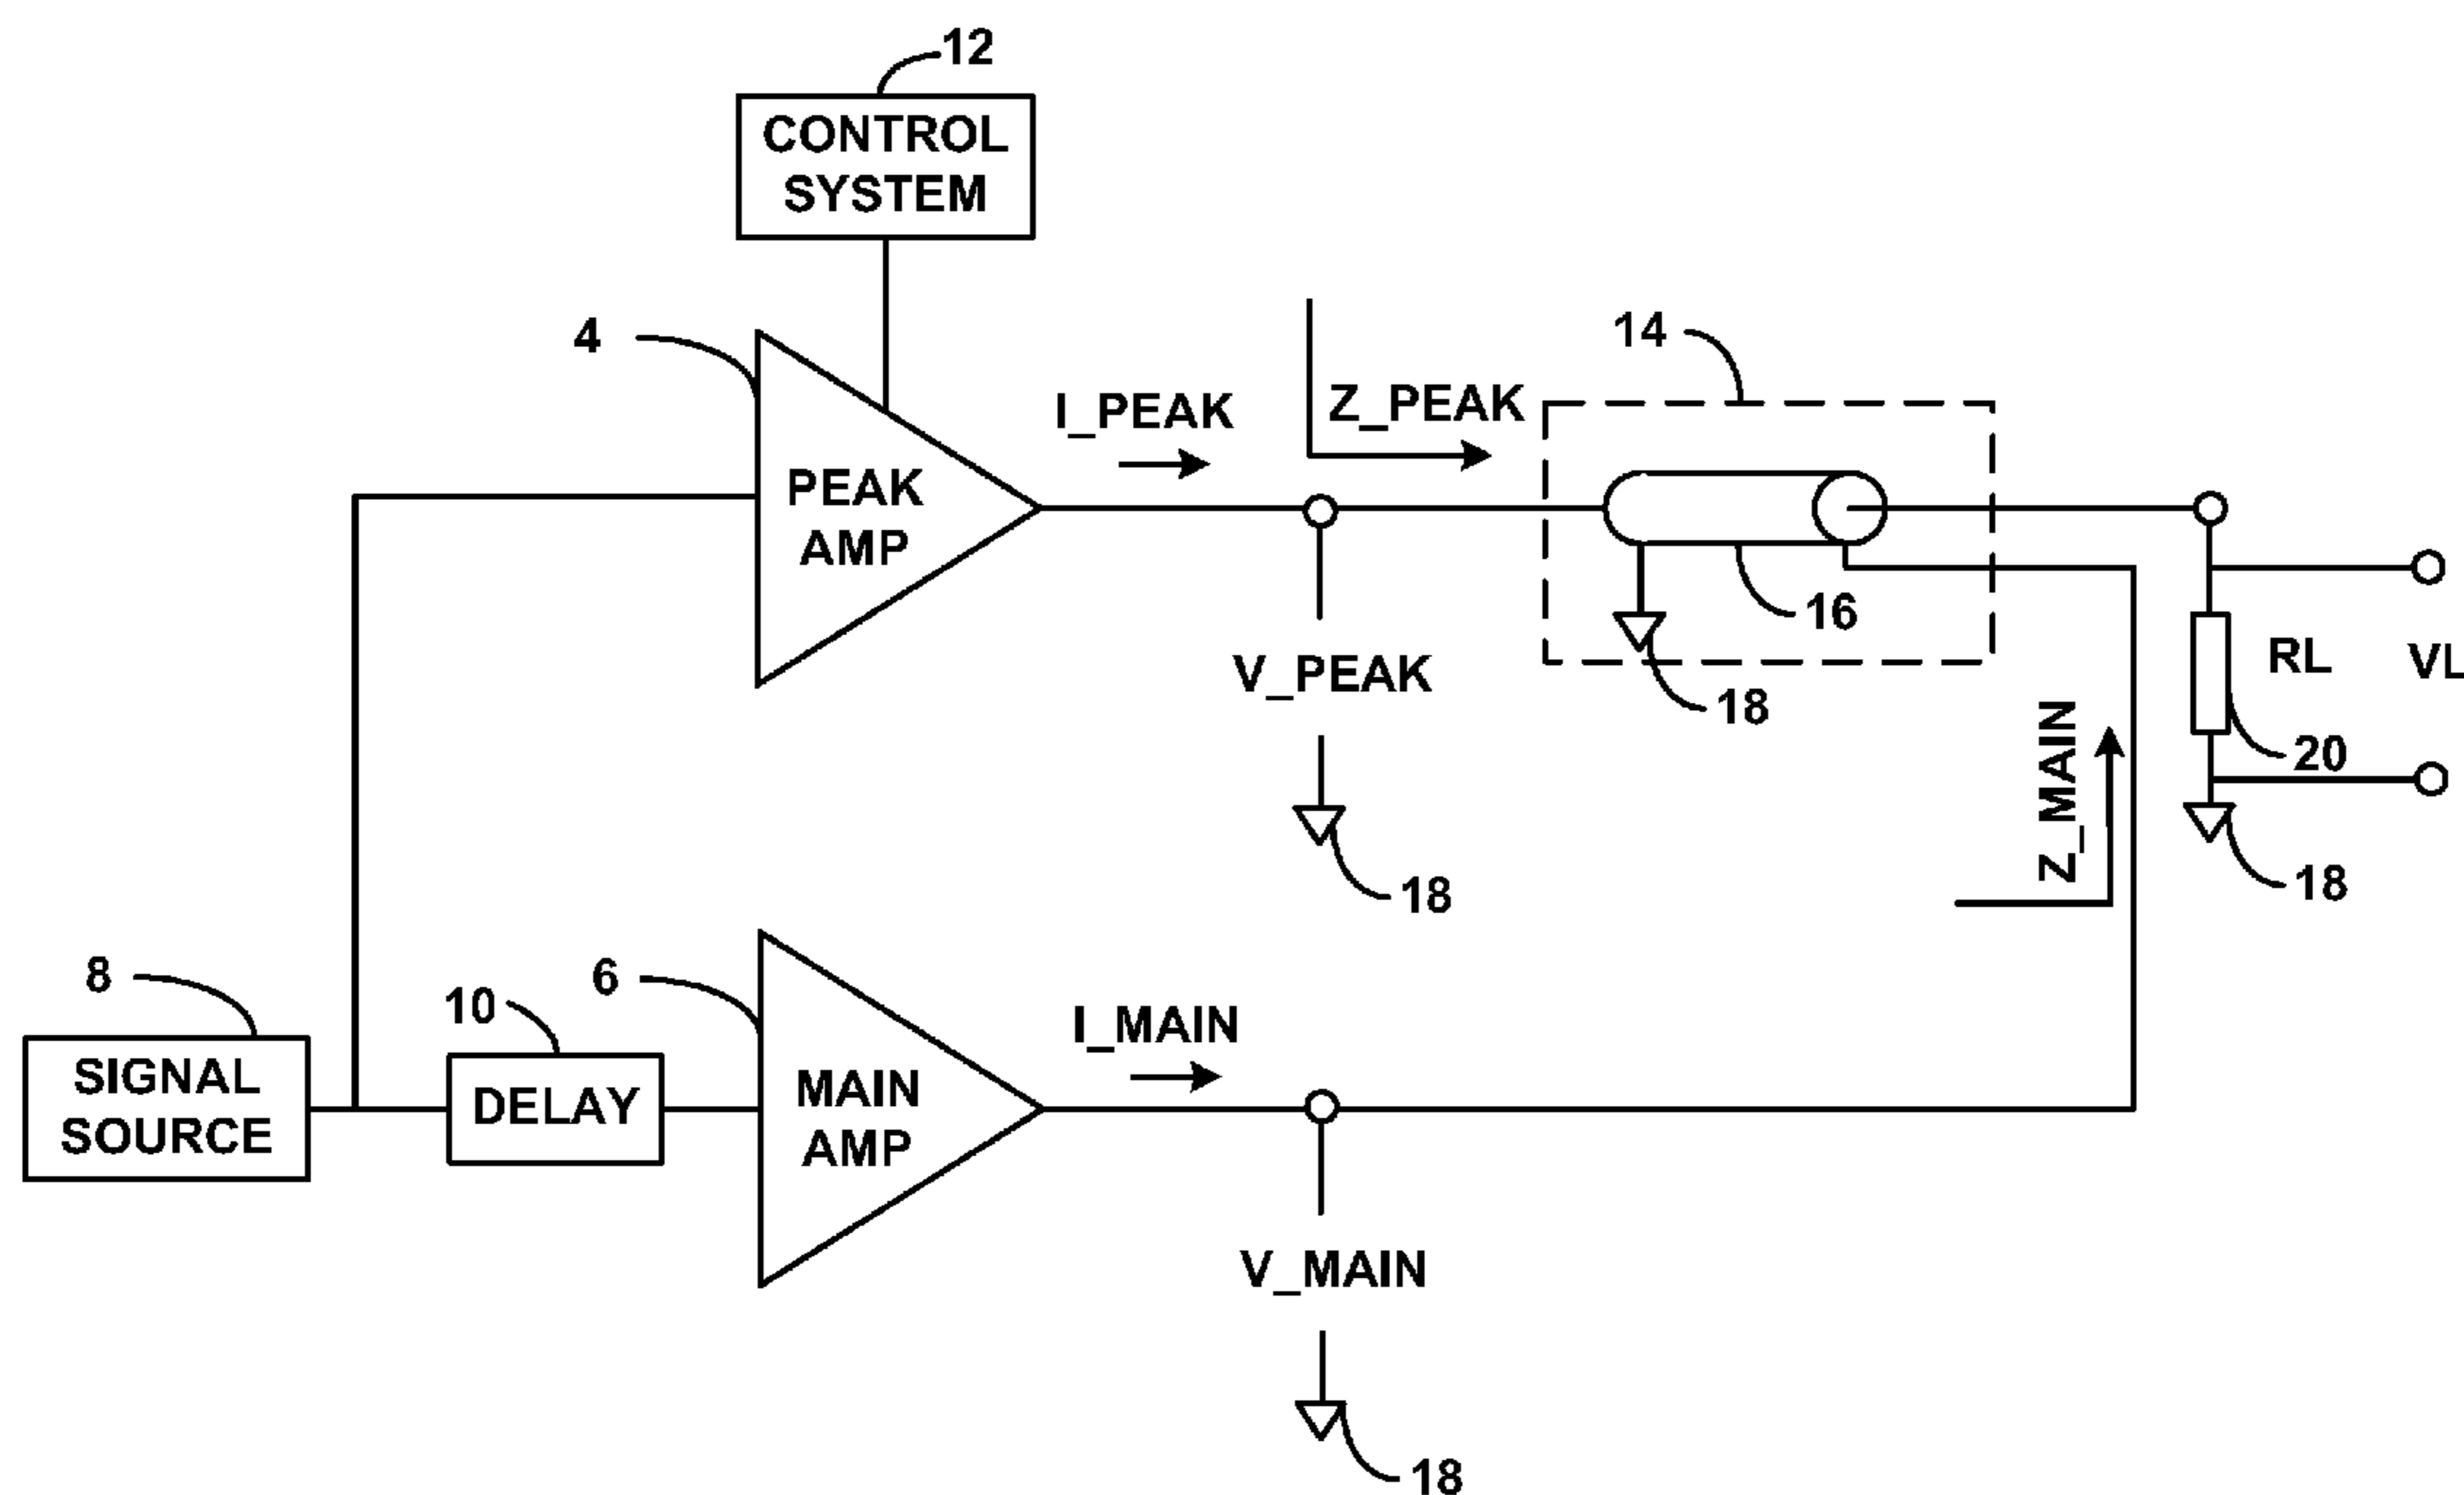 12
CONTROL
SYSTEM
4
14
I_PEAK
Z_PEAK
PEAK
AMP
16
V_PEAK
18
RL
VL
20
Z_MAIN
18
18
8
10
6
I_MAIN
SIGNAL
SOURCE
DELAY
MAIN
AMP
V_MAIN
18